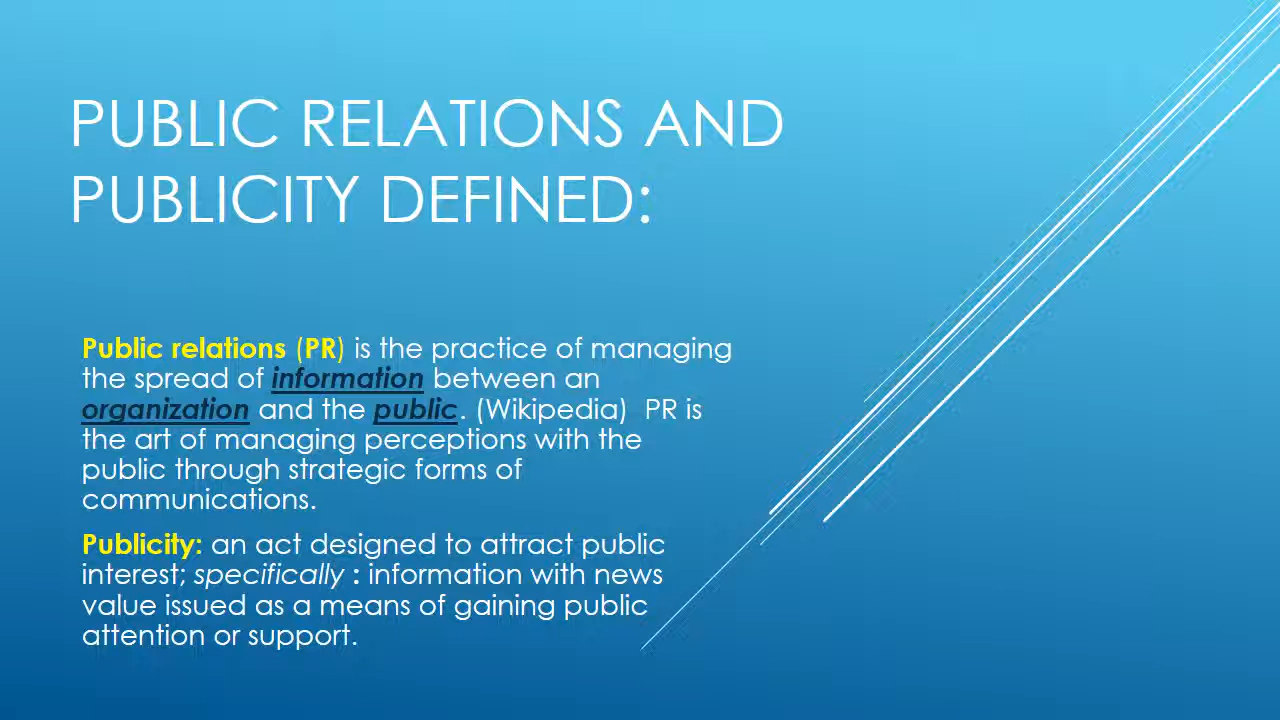 PUBLIC RELATIONS AND
PUBLICITY DEFINED:
Public relations (PR) is the practice of managing
the spread of information between an
organization and the public. (Wikipedia)  PR is
the art of managing perceptions with the
public through strategic forms of
communications.
Publicity: an act designed to attract public
interest; specifically : information with news
value issued as a means of gaining public
attention or support.